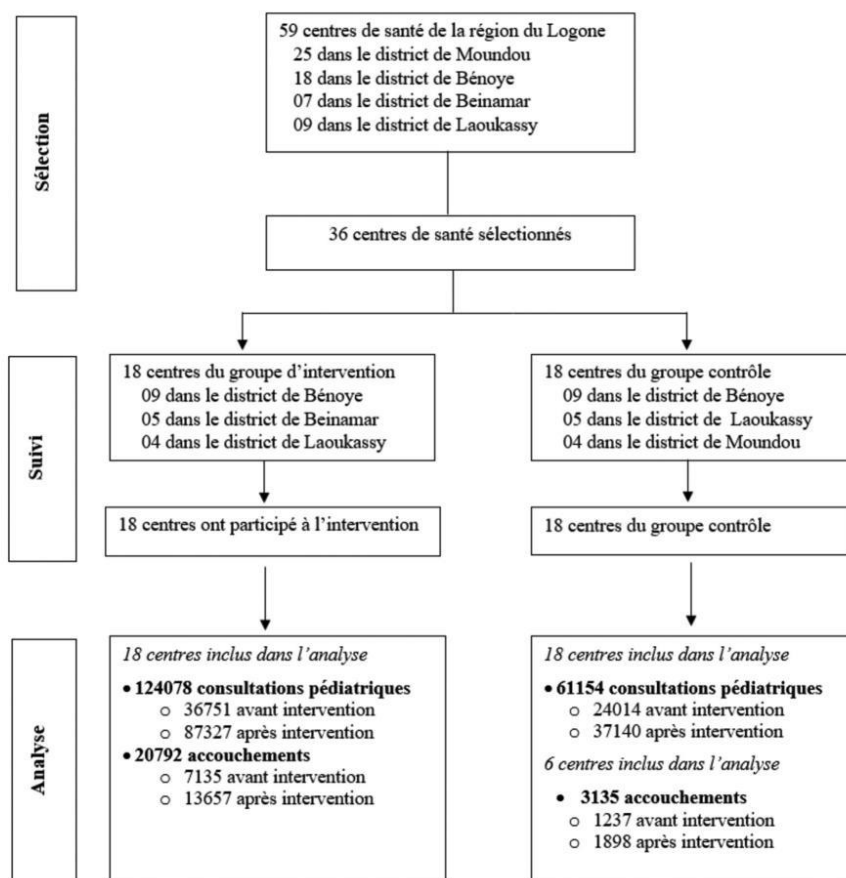 Sélection
59 centres de santé de la région du Logone
25 dans le district de Moundou
18 dans le district de Bénoye
07 dans le district de Beinamar
09 dans le district de Laoukassy
36 centres de santé sélectionnés
Suivi
18 centres du groupe d'intervention
09 dans le district de Bénoye
05 dans le district de Beinamar
04 dans le district de Laoukassy
18 centres du groupe contrôle
09 dans le district de Bénoye
05 dans le district de Laoukassy
04 dans le district de Moundou
18 centres ont participé à l'intervention
18 centres du groupe contrôle
Analyse
18 centres inclus dans l'analyse
• 124078 consultations pédiatriques
o 36751 avant intervention
o 87327 après intervention
• 20792 accouchements
o 7135 avant intervention
o 13657 après intervention
18 centres inclus dans l'analyse
• 61154 consultations pédiatriques
o 24014 avant intervention
o 37140 après intervention
6 centres inclus dans l'analyse
• 3135 accouchements
o 1237 avant intervention
o 1898 après intervention